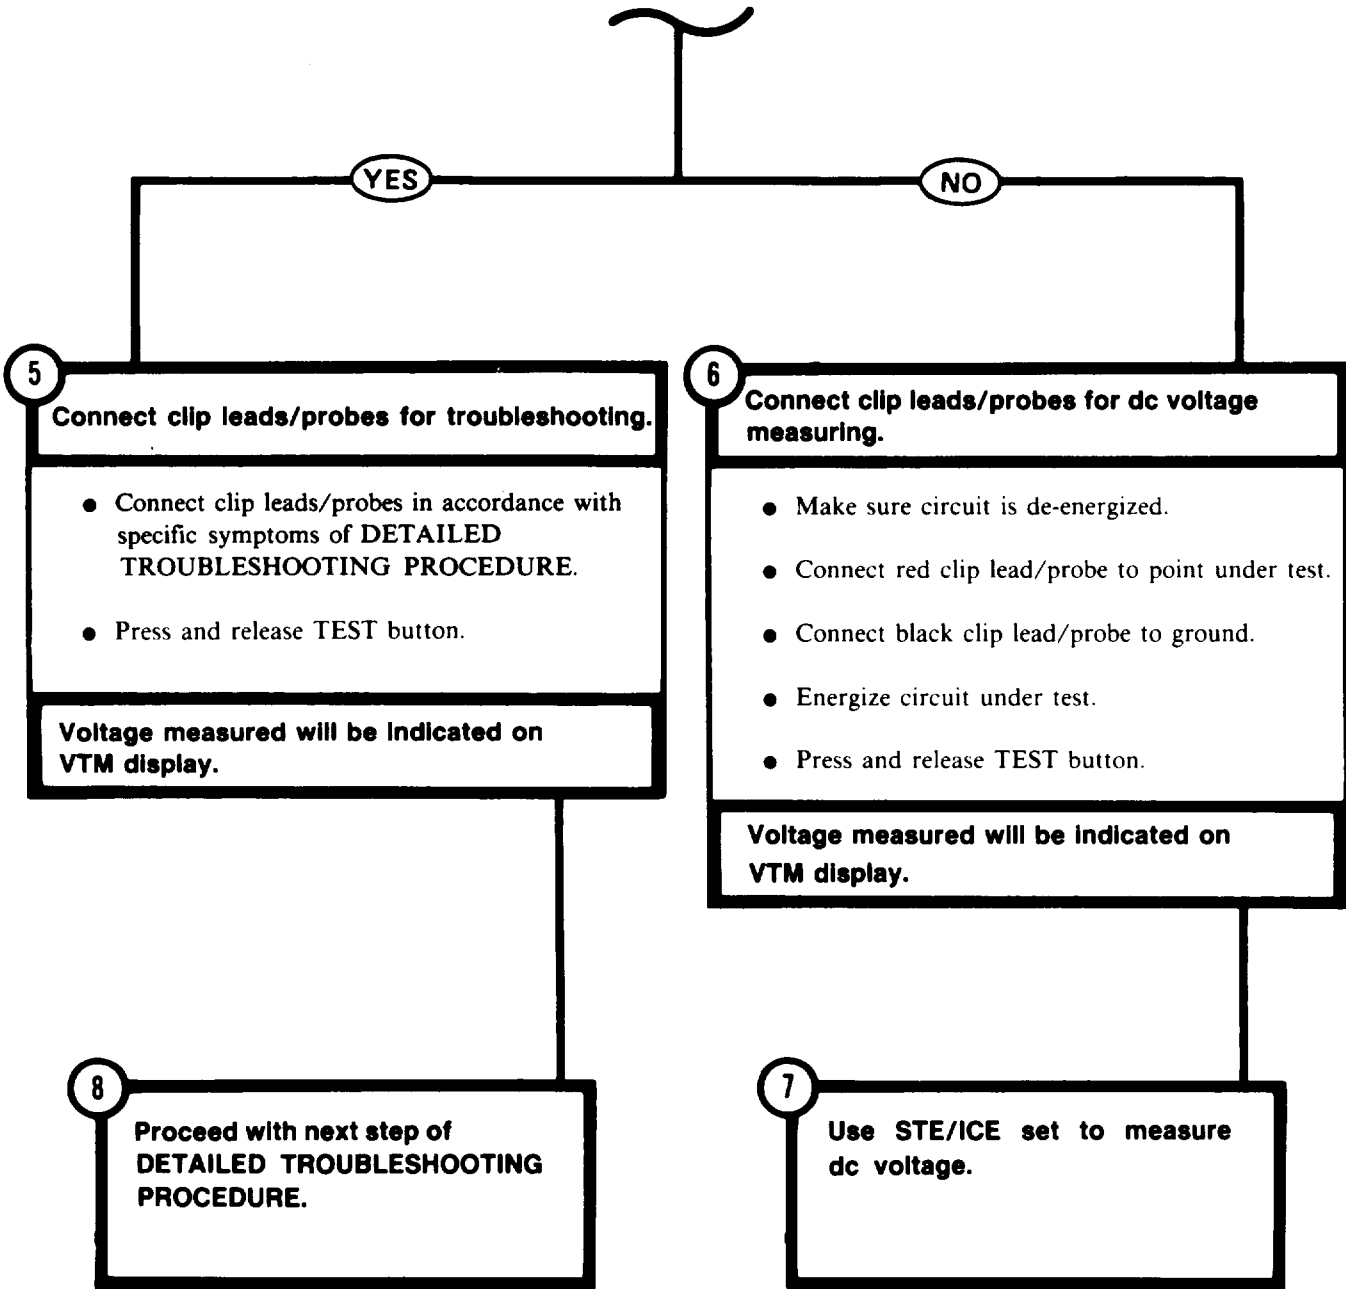 YES
NO
5
Connect clip leads/probes for troubleshooting.
● Connect clip leads/probes in accordance with
specific symptoms of DETAILED
TROUBLESHOOTING PROCEDURE.
● Press and release TEST button.
Voltage measured will be indicated on
VTM display.
6
Connect clip leads/probes for dc voltage
measuring.
● Make sure circuit is de-energized.
● Connect red clip lead/probe to point under test.
● Connect black clip lead/probe to ground.
● Energize circuit under test.
● Press and release TEST button.
Voltage measured will be indicated on
VTM display.
8
Proceed with next step of
DETAILED TROUBLESHOOTING
PROCEDURE.
7
Use STE/ICE set to measure
dc voltage.